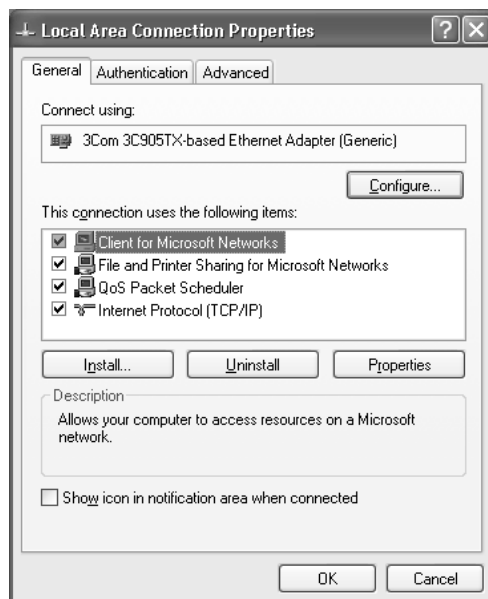 Local Area Connection Properties
General Authentication Advanced
Connect using:
3Com 3C905TX-based Ethernet Adapter (Generic)
Configure...
This connection uses the following items:
Client for Microsoft Networks
File and Printer Sharing for Microsoft Networks
QoS Packet Scheduler
Internet Protocol (TCP/IP)
Install... Uninstall Properties
Description
Allows your computer to access resources on a Microsoft
network.
Show icon in notification area when connected
OK Cancel